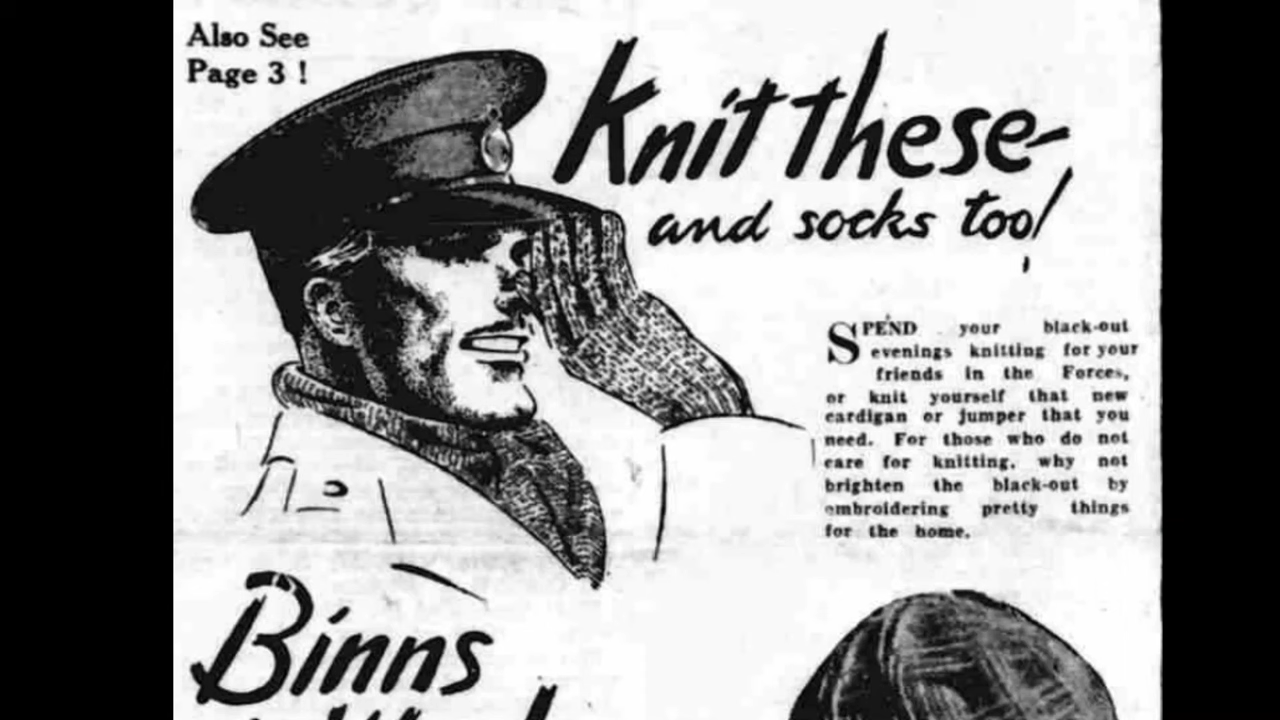 Also See
Page 3 !
Knit these-
and socks too!
SPEND your black-out
evenings knitting for your
friends in the Forces,
or knit yourself that new
cardigan or jumper that you
need. For those who do not
care for knitting, why not
brighten the black-out by
embroidering pretty things
for the home.
Binns